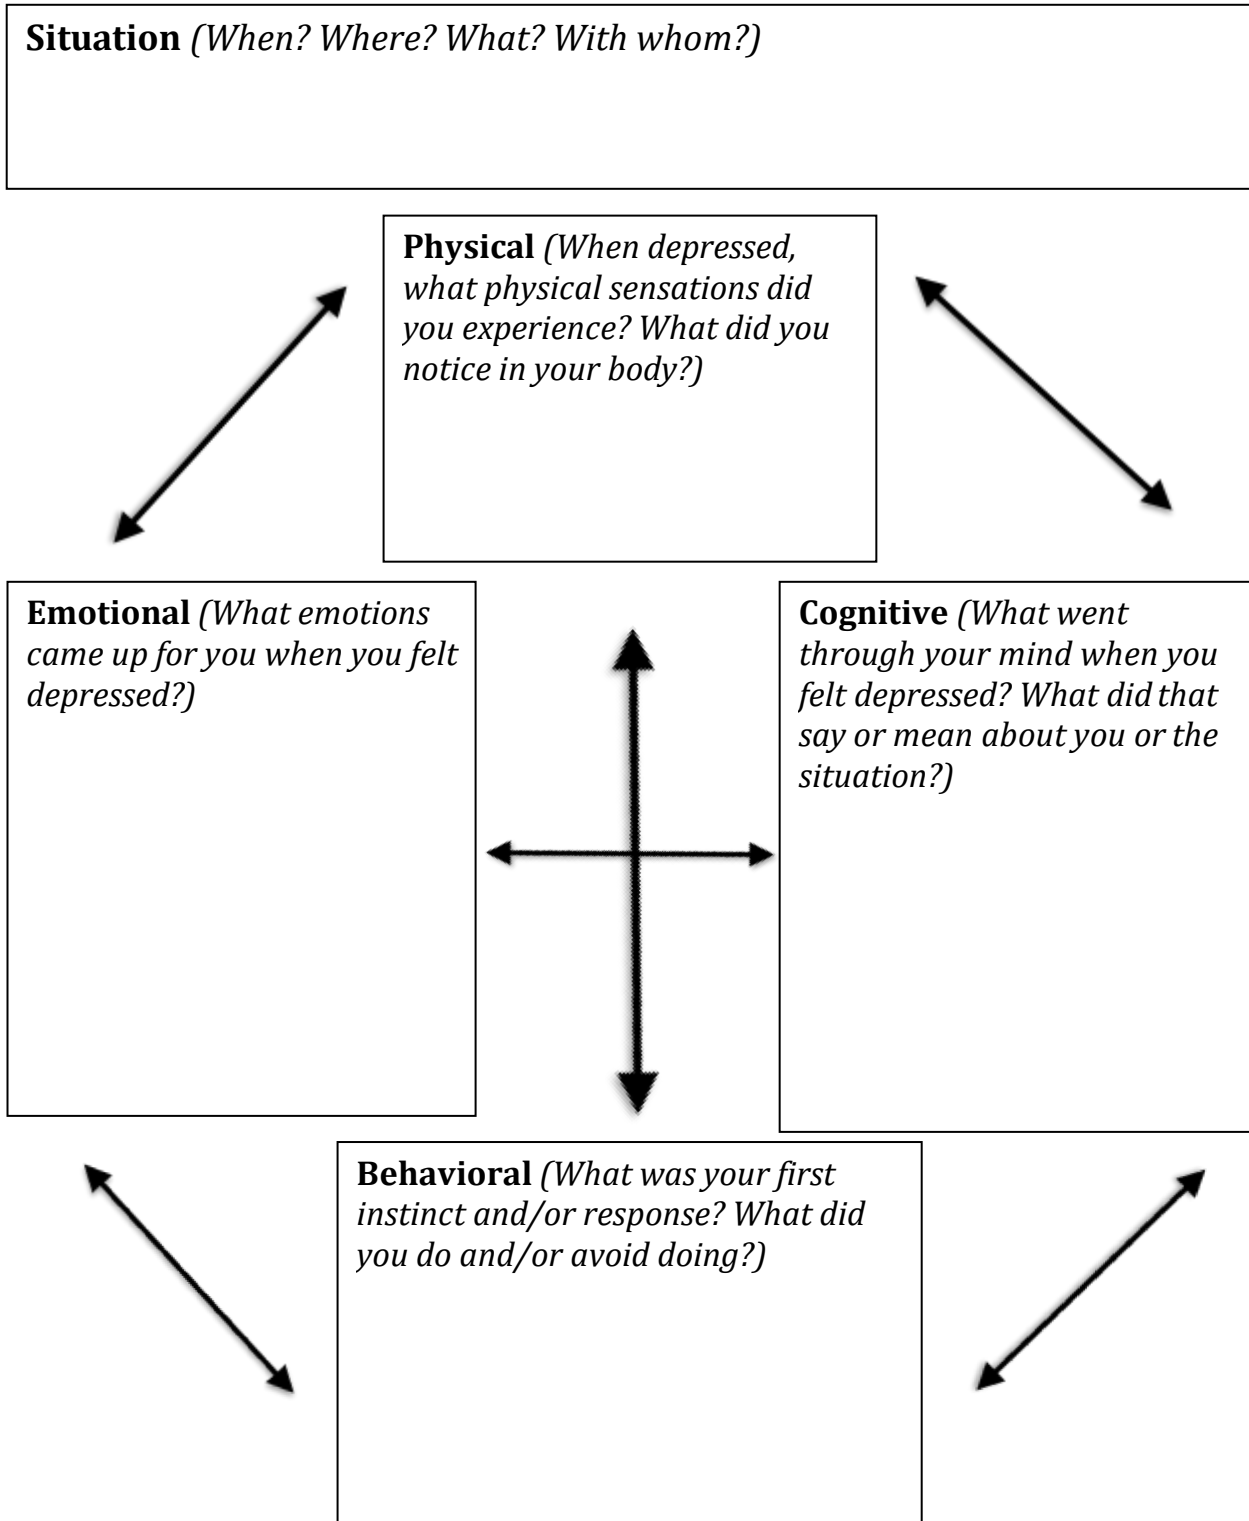 Situation (When? Where? What? With whom?)
Physical (When depressed,
what physical sensations did
you experience? What did you
notice in your body?)
Emotional (What emotions
came up for you when you felt
depressed?)
Cognitive (What went
through your mind when you
felt depressed? What did that
say or mean about you or the
situation?)
Behavioral (What was your first
instinct and/or response? What did
you do and/or avoid doing?)